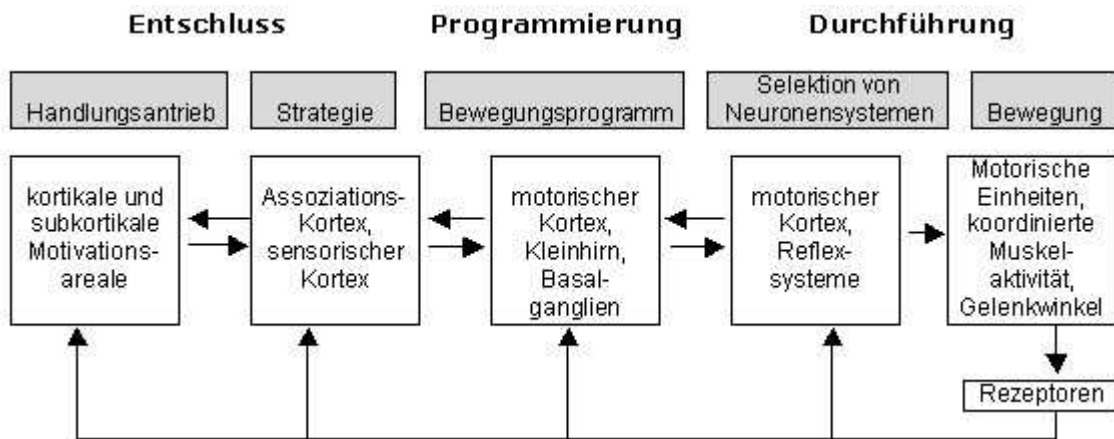 Entschluss
Programmierung
Durchführung
Handlungsantrieb
Strategie
Bewegungsprogramm
Selektion von
Neuronensystemen
Bewegung
kortikale und
subkortikale
Motivations-
areale
Assoziations-
Kortex,
sensorischer
Kortex
motorischer
Kortex,
Kleinhirn,
Basal-
ganglien
motorischer
Kortex,
Reflex-
systeme
Motorische
Einheiten,
koordinierte
Muskel-
aktivität,
Gelenkwinkel
Rezeptoren